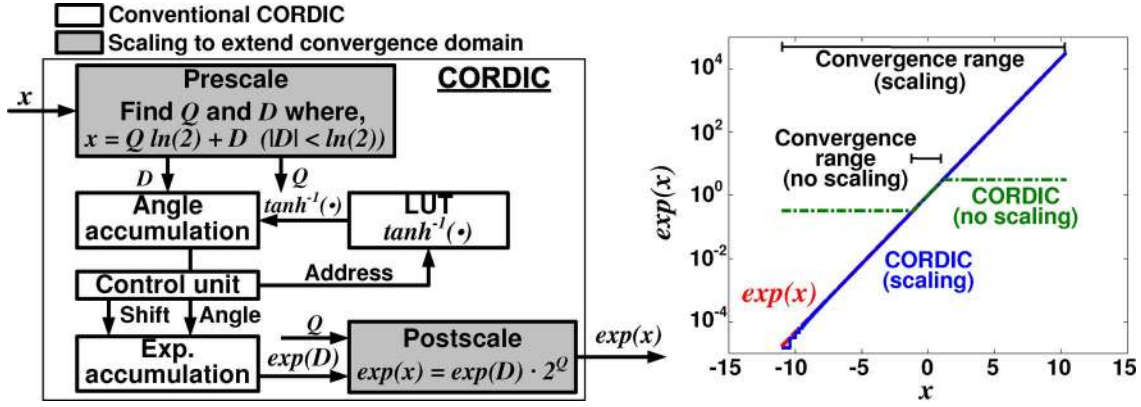 Conventional CORDIC
Scaling to extend convergence domain
CORDIC
x
Prescale
Find Q and D where,
x = Q ln(2) + D (|D| < ln(2))
D
Q
tanh⁻¹(•)
Angle
accumulation
LUT
tanh⁻¹(•)
Control unit
Address
Shift
Angle
Exp.
accumulation
Q
exp(D)
Postscale
exp(x) = exp(D) · 2^Q
exp(x)
exp(x)
10⁴
10²
10⁰
10⁻²
10⁻⁴
Convergence range
(scaling)
Convergence
range
(no scaling)
CORDIC
(no scaling)
CORDIC
(scaling)
exp(x)
-15 -10 -5 0 5 10 15
x